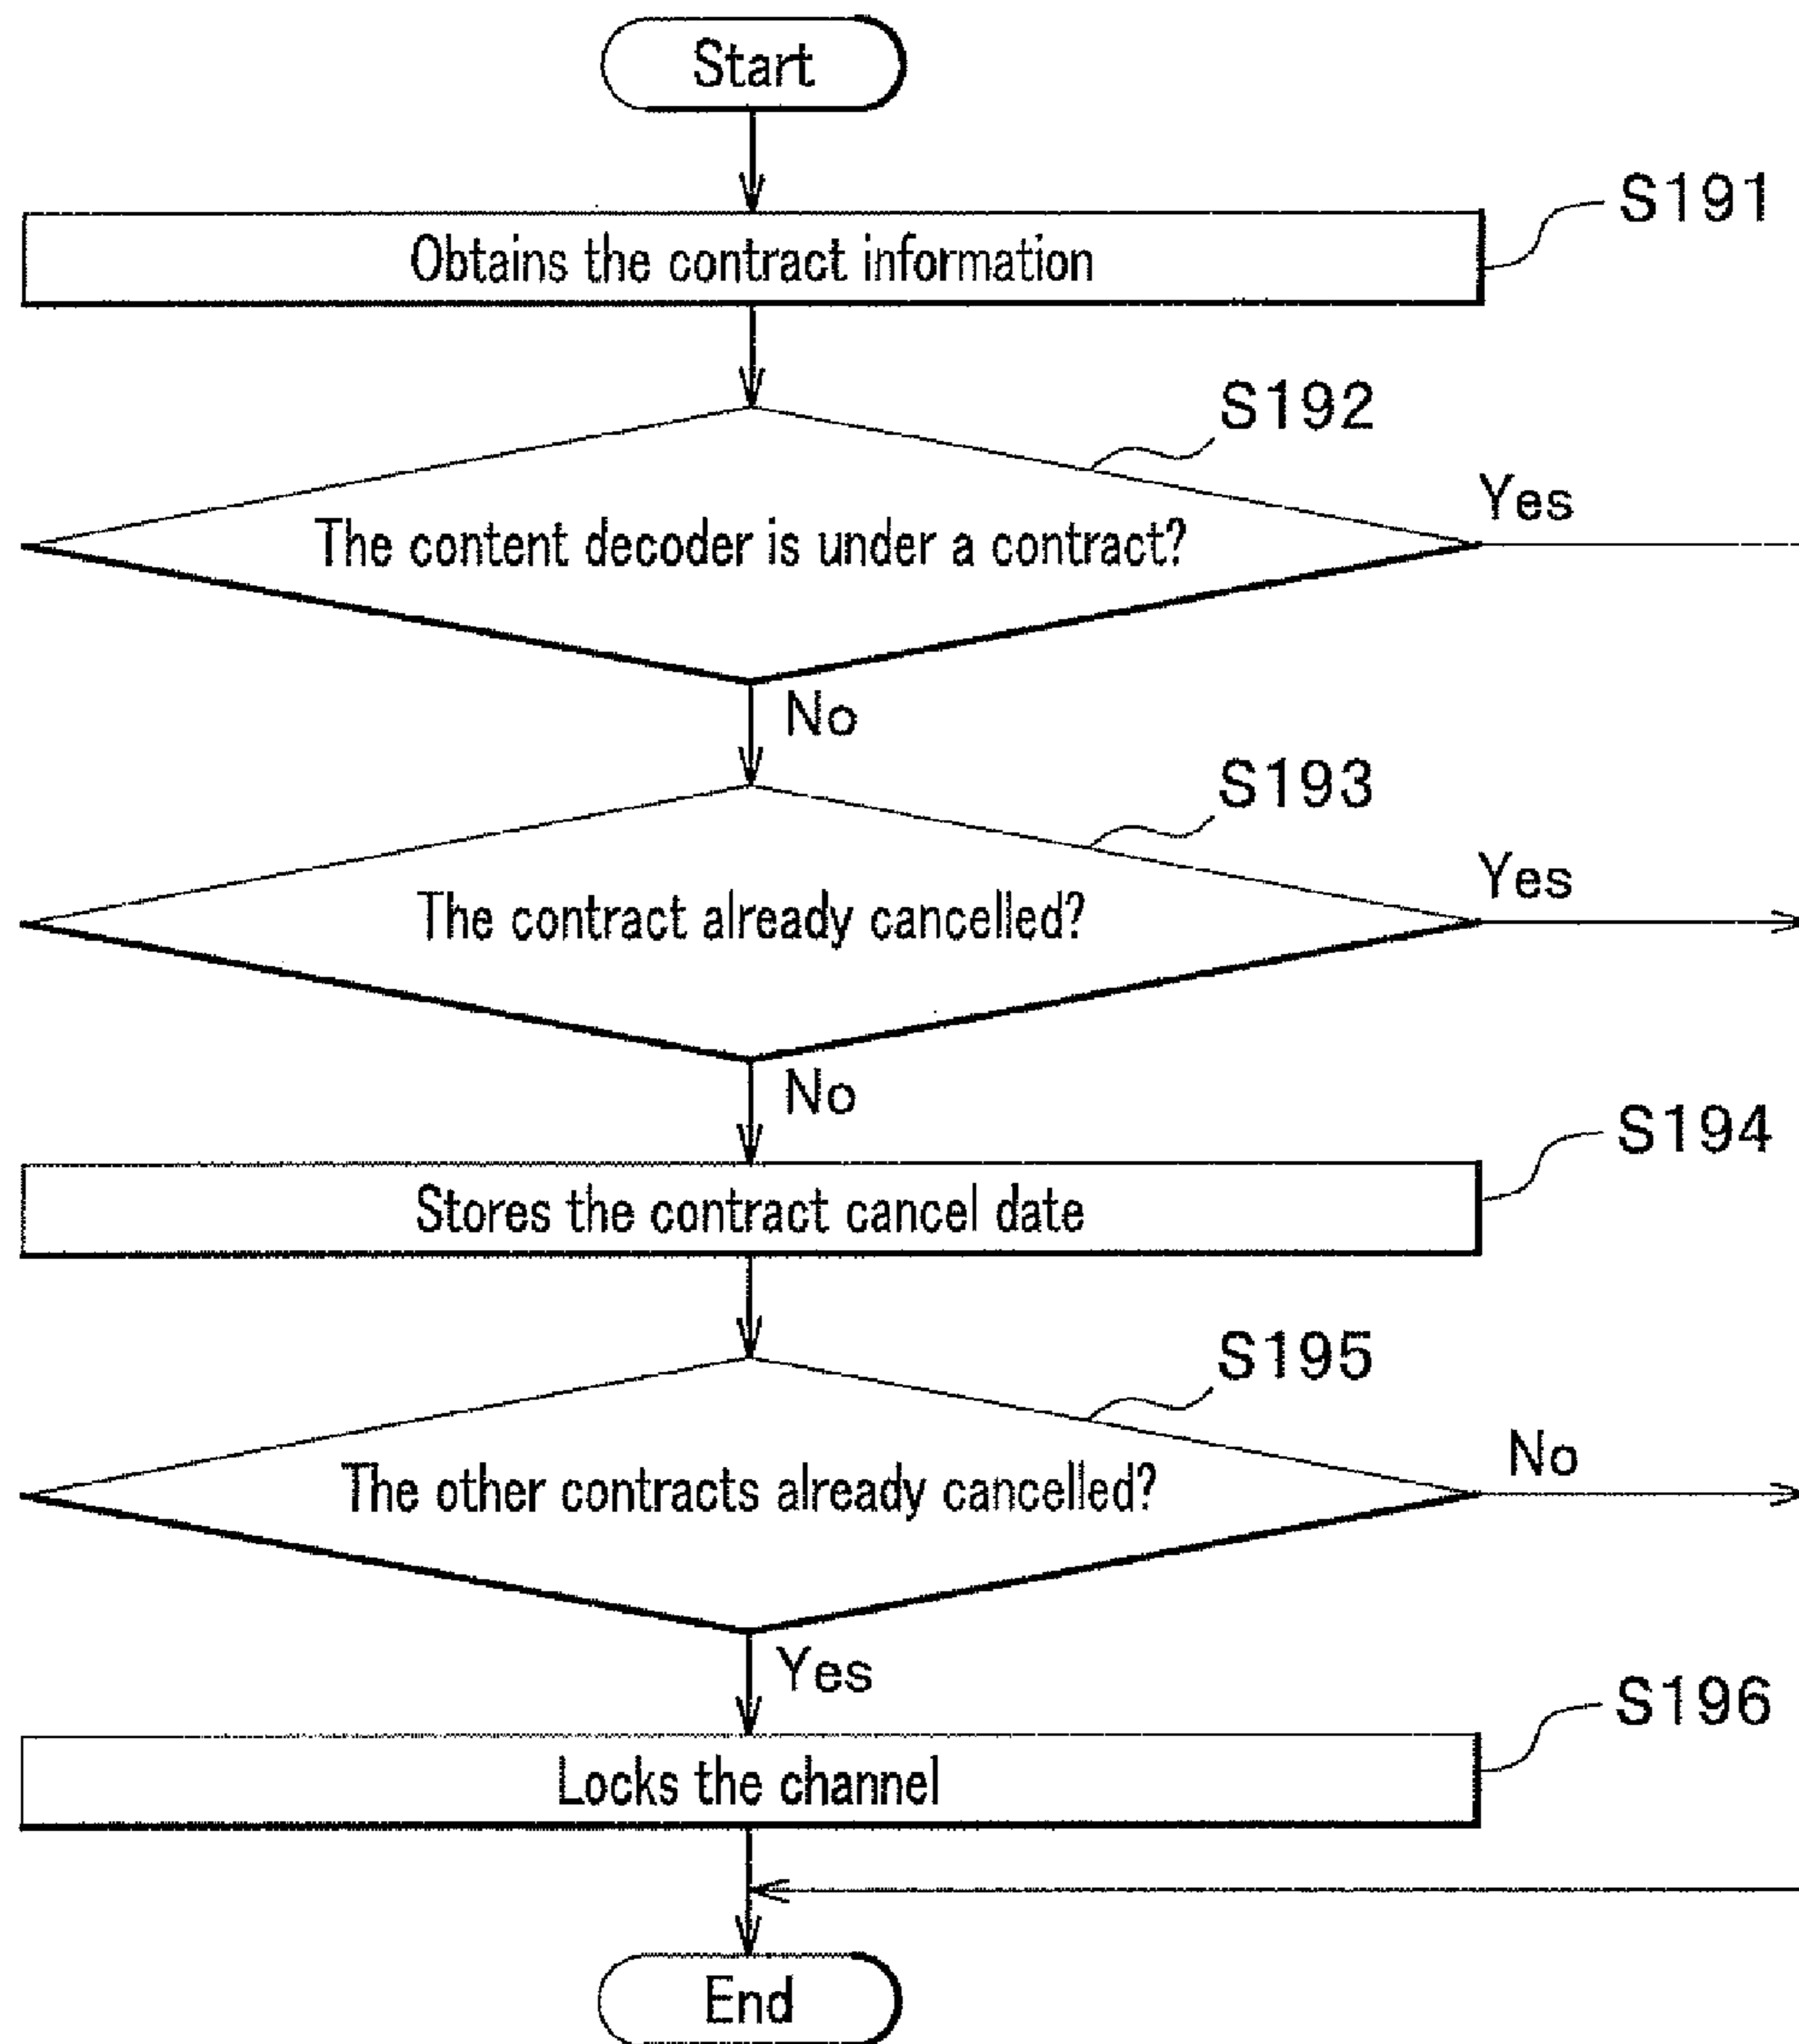 Start
S191
Obtains the contract information
S192
Yes
The content decoder is under a contract?
No
S193
Yes
The contract already cancelled?
No
S194
Stores the contract cancel date
S195
No
The other contracts already cancelled?
Yes
S196
Locks the channel
End